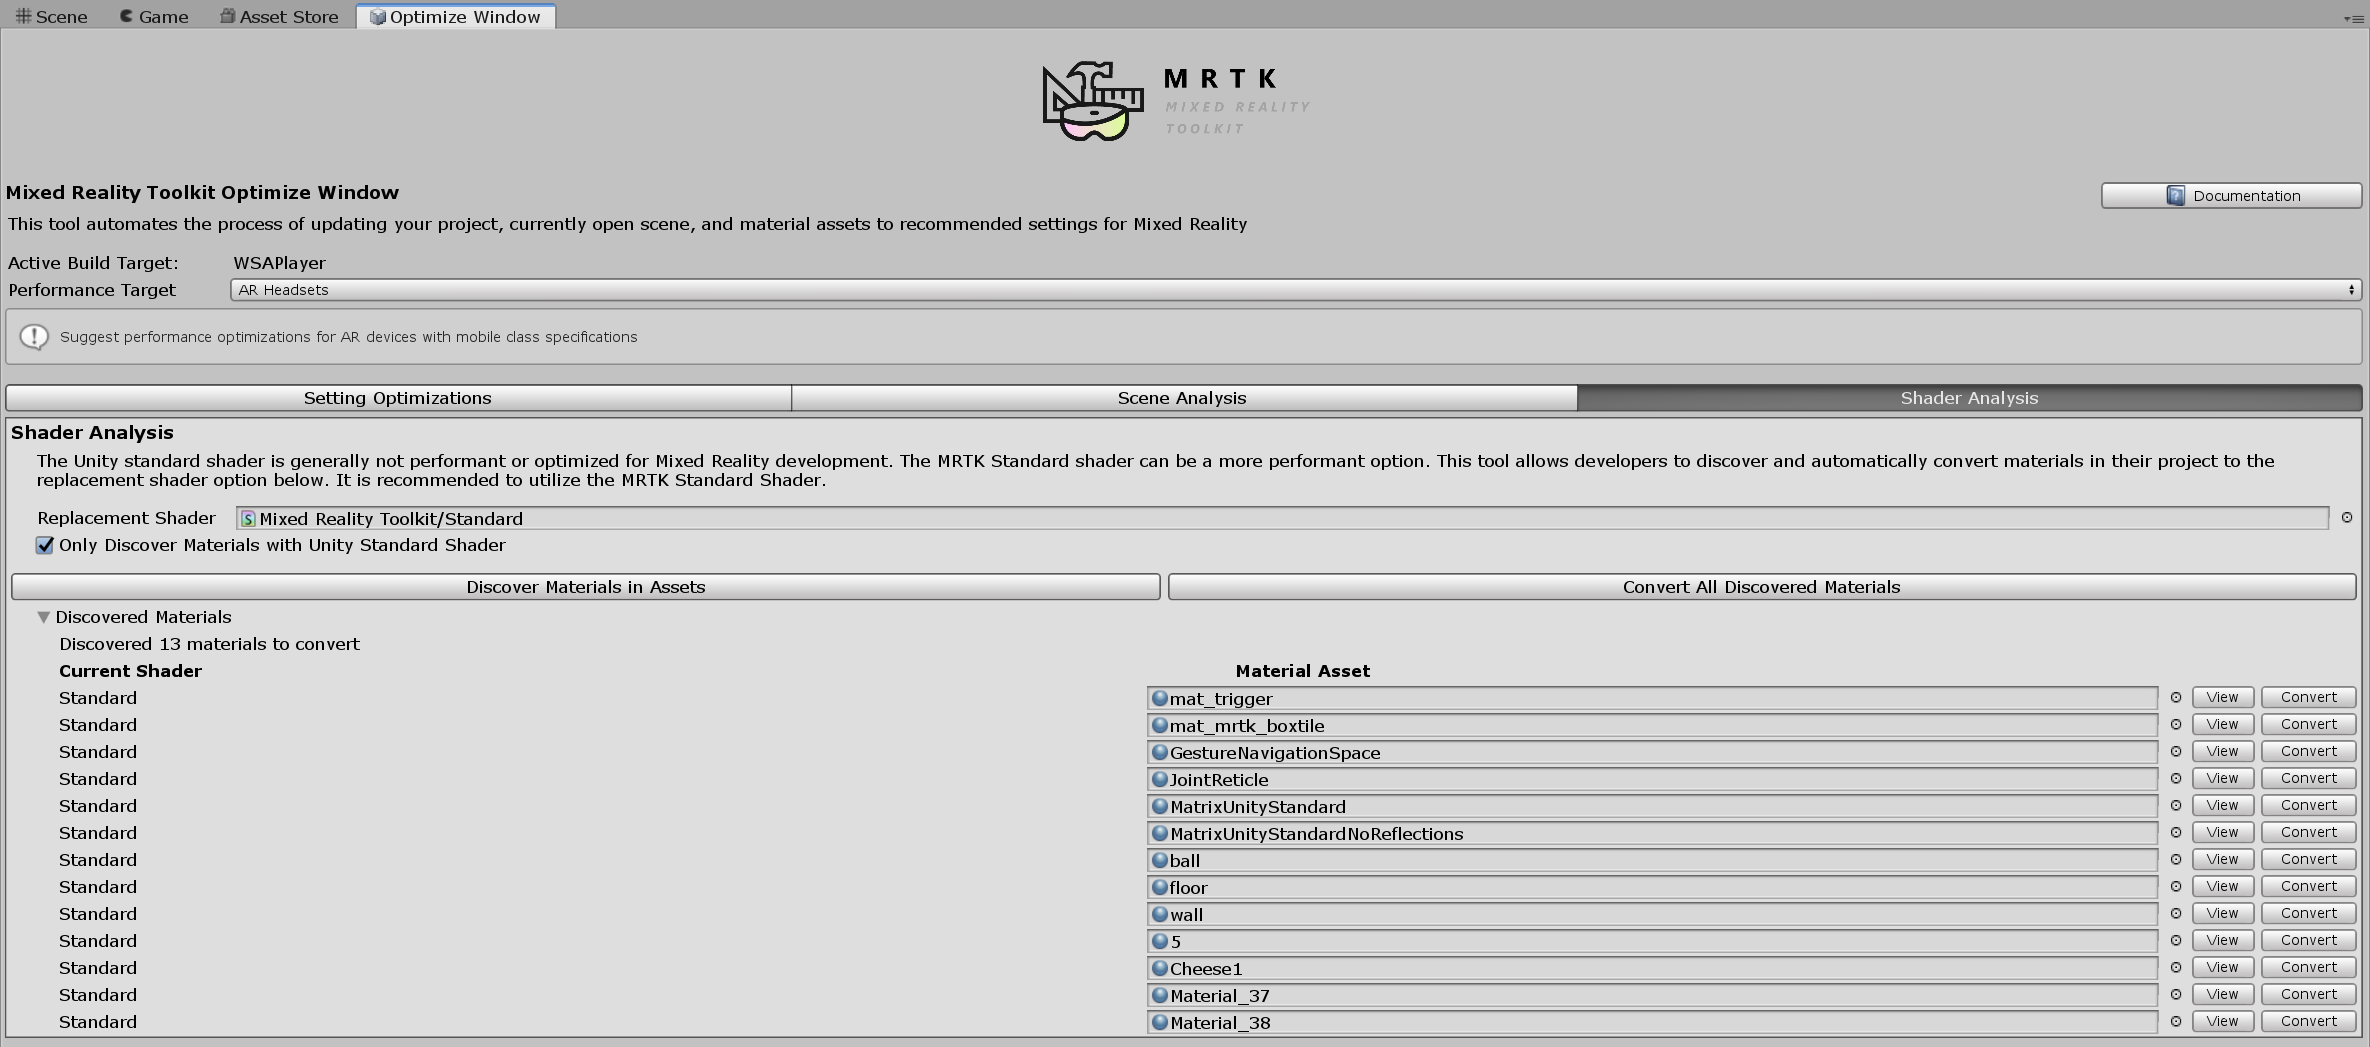 Scene Game Asset Store Optimize Window
MRTK
MIXED REALITY
TOOLKIT
Mixed Reality Toolkit Optimize Window
Documentation
This tool automates the process of updating your project, currently open scene, and material assets to recommended settings for Mixed Reality
Active Build Target: WSAPlayer
Performance Target AR Headsets
Suggest performance optimizations for AR devices with mobile class specifications
Setting Optimizations Scene Analysis Shader Analysis
Shader Analysis
The Unity standard shader is generally not performant or optimized for Mixed Reality development. The MRTK Standard shader can be a more performant option. This tool allows developers to discover and automatically convert materials in their project to the
replacement shader option below. It is recommended to utilize the MRTK Standard Shader.
Replacement Shader S Mixed Reality Toolkit/Standard
Only Discover Materials with Unity Standard Shader
Discover Materials in Assets Convert All Discovered Materials
Discovered Materials
Discovered 13 materials to convert
Current Shader Material Asset
Standard mat_trigger View Convert
Standard mat_mrtk_boxtile View Convert
Standard GestureNavigationSpace View Convert
Standard JointReticle View Convert
Standard MatrixUnityStandard View Convert
Standard MatrixUnityStandardNoReflections View Convert
Standard ball View Convert
Standard floor View Convert
Standard wall View Convert
Standard 5 View Convert
Standard Cheese1 View Convert
Standard Material_37 View Convert
Standard Material_38 View Convert